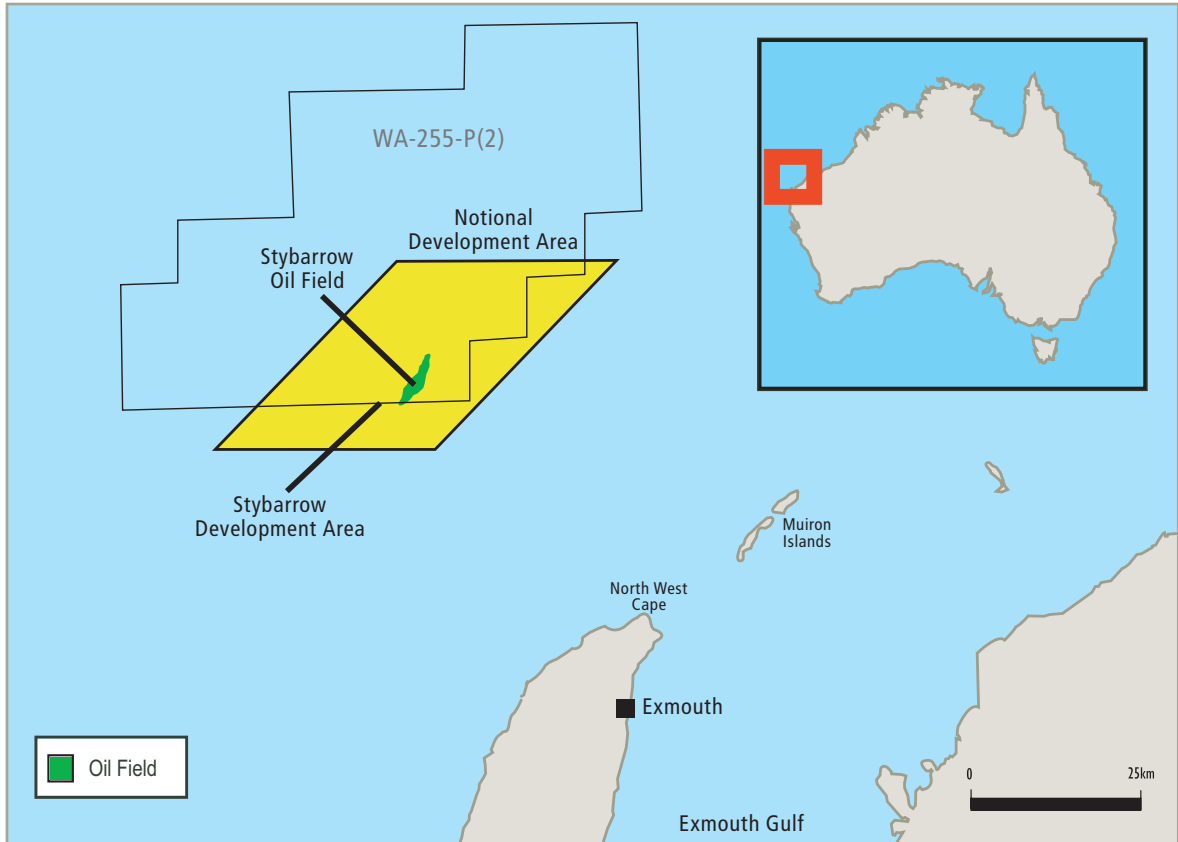 WA-255-P(2)
Notional
Development Area
Stybarrow
Oil Field
Stybarrow
Development Area
Muiron
Islands
North West
Cape
Exmouth
Oil Field
0
25km
Exmouth Gulf